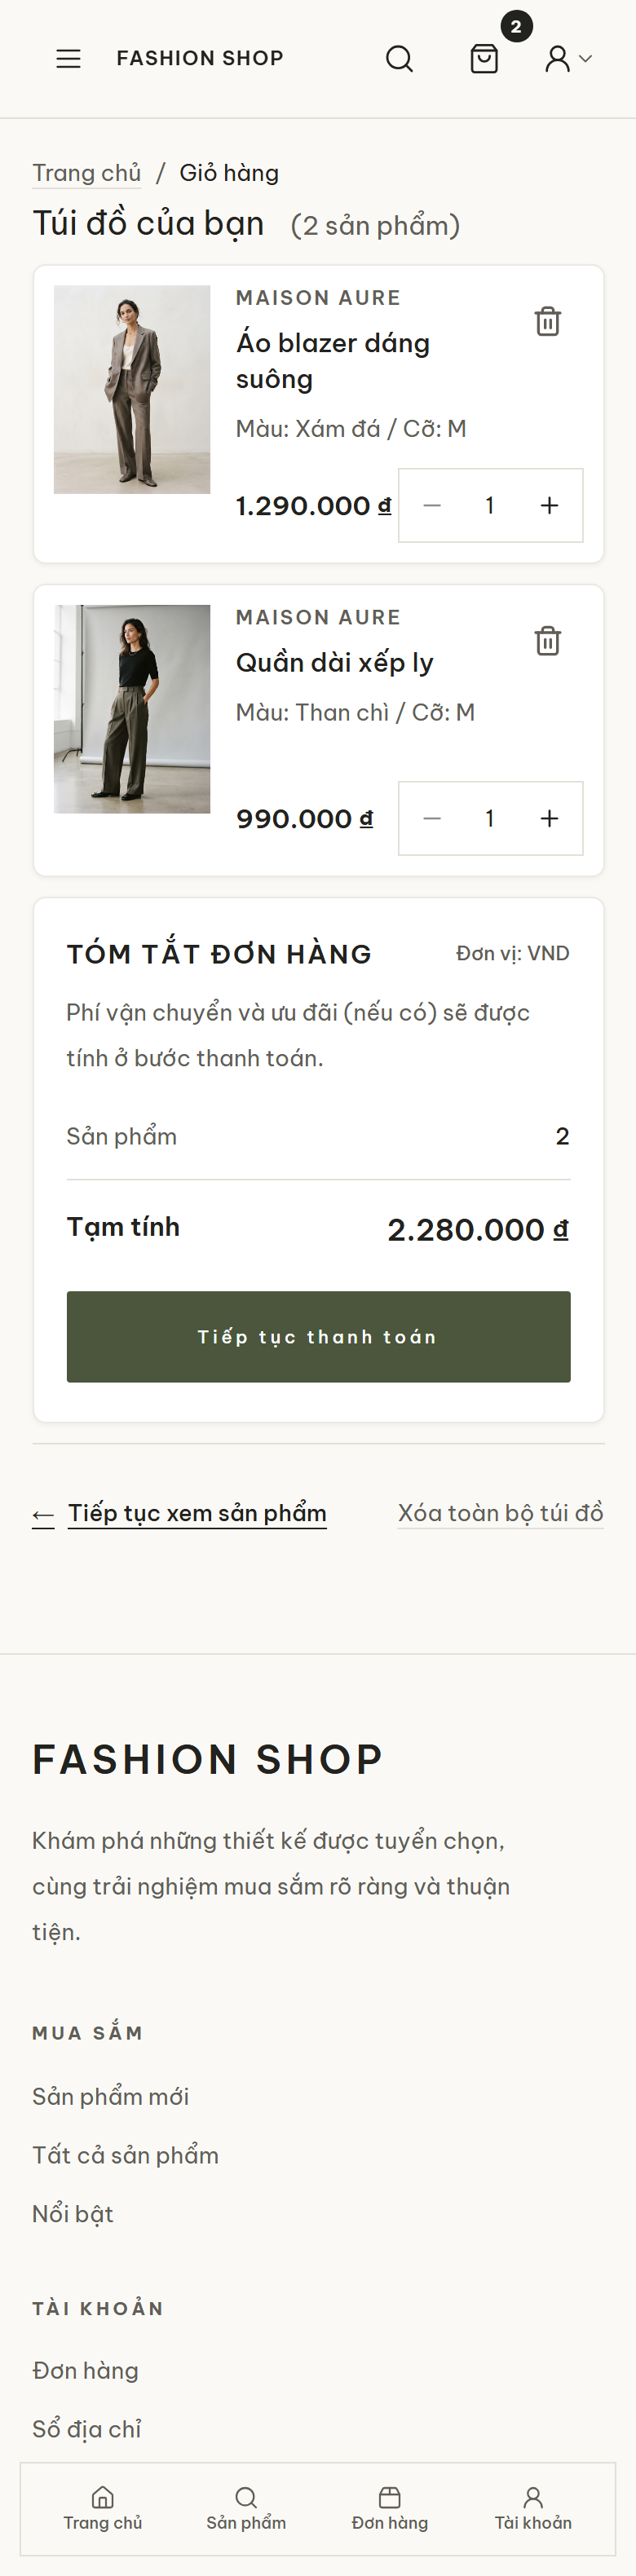 FASHION SHOP
2
Trang chủ / Giỏ hàng
Túi đồ của bạn (2 sản phẩm)
MAISON AURE
Áo blazer dáng
suông
Màu: Xám đá / Cỡ: M
1.290.000 ₫ − 1 +
MAISON AURE
Quần dài xếp ly
Màu: Than chì / Cỡ: M
990.000 ₫ − 1 +
TÓM TẮT ĐƠN HÀNG Đơn vị: VND
Phí vận chuyển và ưu đãi (nếu có) sẽ được
tính ở bước thanh toán.
Sản phẩm 2
Tạm tính 2.280.000 ₫
Tiếp tục thanh toán
← Tiếp tục xem sản phẩm Xóa toàn bộ túi đồ
FASHION SHOP
Khám phá những thiết kế được tuyển chọn,
cùng trải nghiệm mua sắm rõ ràng và thuận
tiện.
MUA SẮM
Sản phẩm mới
Tất cả sản phẩm
Nổi bật
TÀI KHOẢN
Đơn hàng
Sổ địa chỉ
Trang chủ Sản phẩm Đơn hàng Tài khoản